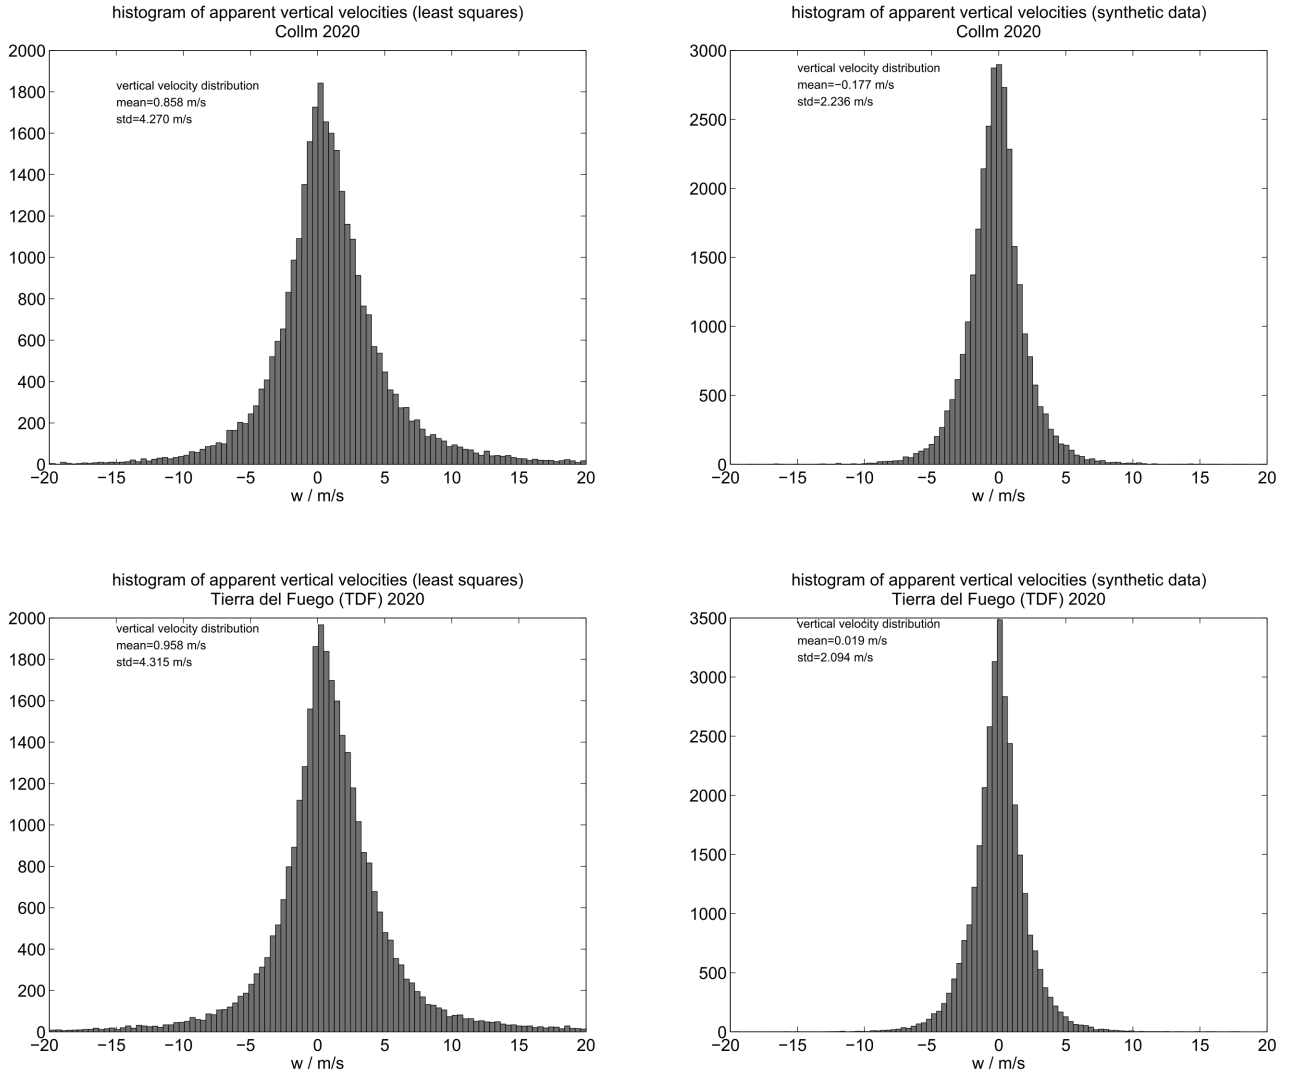 histogram of apparent vertical velocities (least squares)
Collm 2020
vertical velocity distribution
mean=0.858 m/s
std=4.270 m/s
2000
1800
1600
1400
1200
1000
800
600
400
200
0
−20 −15 −10 −5 0 5 10 15 20
w / m/s
histogram of apparent vertical velocities (synthetic data)
Collm 2020
vertical velocity distribution
mean=−0.177 m/s
std=2.236 m/s
3000
2500
2000
1000
500
0
−20 −15 −10 −5 0 5 10 15 20
w / m/s
histogram of apparent vertical velocities (least squares)
Tierra del Fuego (TDF) 2020
vertical velocity distribution
mean=0.958 m/s
std=4.315 m/s
2000
1800
1600
1400
1200
1000
800
600
400
200
0
−20 −15 −10 −5 0 5 10 15 20
w / m/s
histogram of apparent vertical velocities (synthetic data)
Tierra del Fuego (TDF) 2020
vertical velocity distribution
mean=0.019 m/s
std=2.094 m/s
3500
3000
2500
2000
1500
1000
500
0
−20 −15 −10 −5 0 5 10 15 20
w / m/s